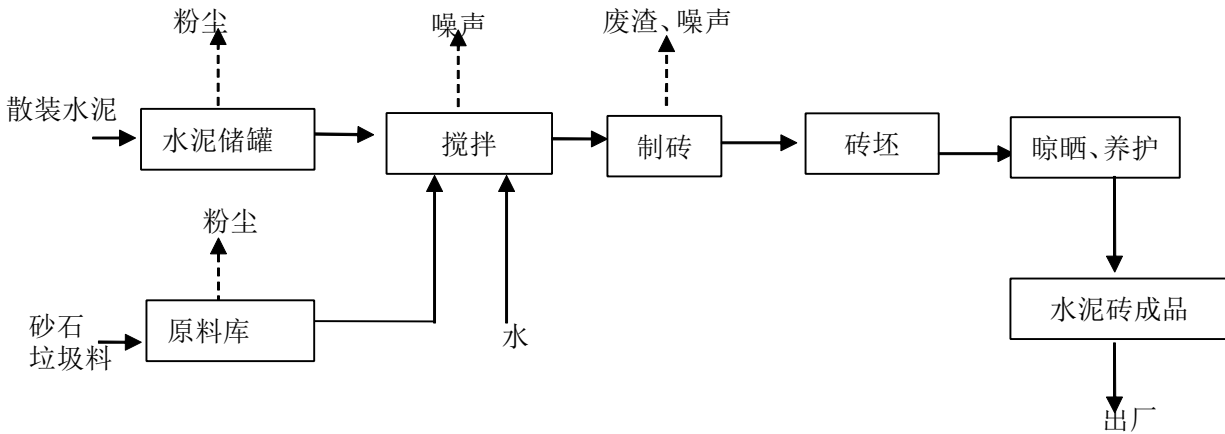 粉尘
噪声
废渣、噪声
散装水泥
水泥储罐
搅拌
制砖
砖坯
晾晒、养护
粉尘
砂石
垃圾料
原料库
水
水泥砖成品
出厂